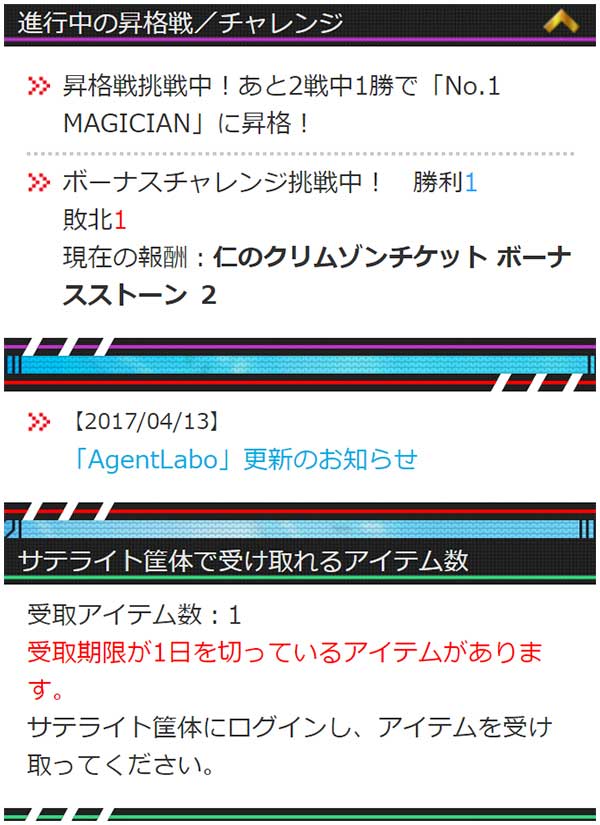 進行中の昇格戦／チャレンジ
昇格戦挑戦中！あと2戦中1勝で「No.1
MAGICIAN」に昇格！
ボーナスチャレンジ挑戦中！　勝利1
敗北1
現在の報酬：仁のクリムゾンチケット ボーナ
スストーン ２
【2017/04/13】
「AgentLabo」更新のお知らせ
サテライト筐体で受け取れるアイテム数
受取アイテム数：1
受取期限が1日を切っているアイテムがありま
す。
サテライト筐体にログインし、アイテムを受け
取ってください。